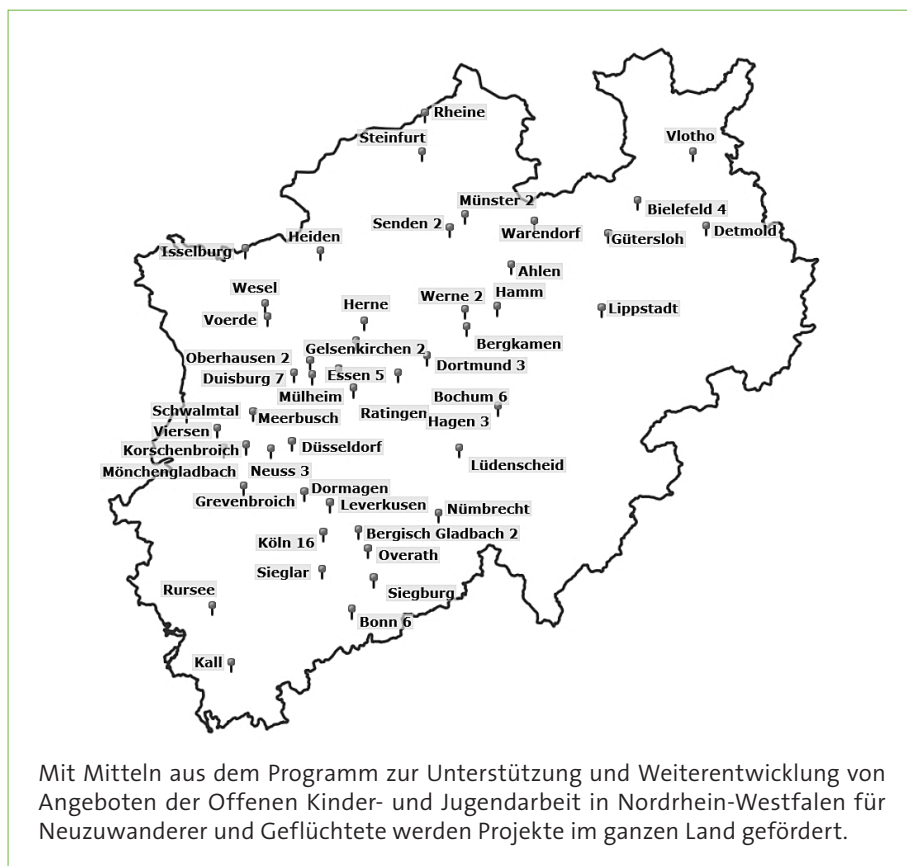 Rheine
Steinfurt
Vlotho
Münster 2
Bielefeld 4
Senden 2
Warendorf
Detmold
Gütersloh
Heiden
Isselburg
Ahlen
Wesel
Werne 2
Hamm
Herne
Lippstadt
Voerde
Bergkamen
Gelsenkirchen 2
Oberhausen 2
Dortmund 3
Duisburg 7
Essen 5
Mülheim
Bochum 6
Schwalmtal
Meerbusch
Ratingen
Hagen 3
Viersen
Korschenbroich
Düsseldorf
Lüdenscheid
Mönchengladbach
Neuss 3
Dormagen
Grevenbroich
Leverkusen
Nümbrecht
Bergisch Gladbach 2
Köln 16
Overath
Sieglar
Rursee
Siegburg
Bonn 6
Kall
Mit Mitteln aus dem Programm zur Unterstützung und Weiterentwicklung von
Angeboten der Offenen Kinder- und Jugendarbeit in Nordrhein-Westfalen für
Neuzuwanderer und Geflüchtete werden Projekte im ganzen Land gefördert.